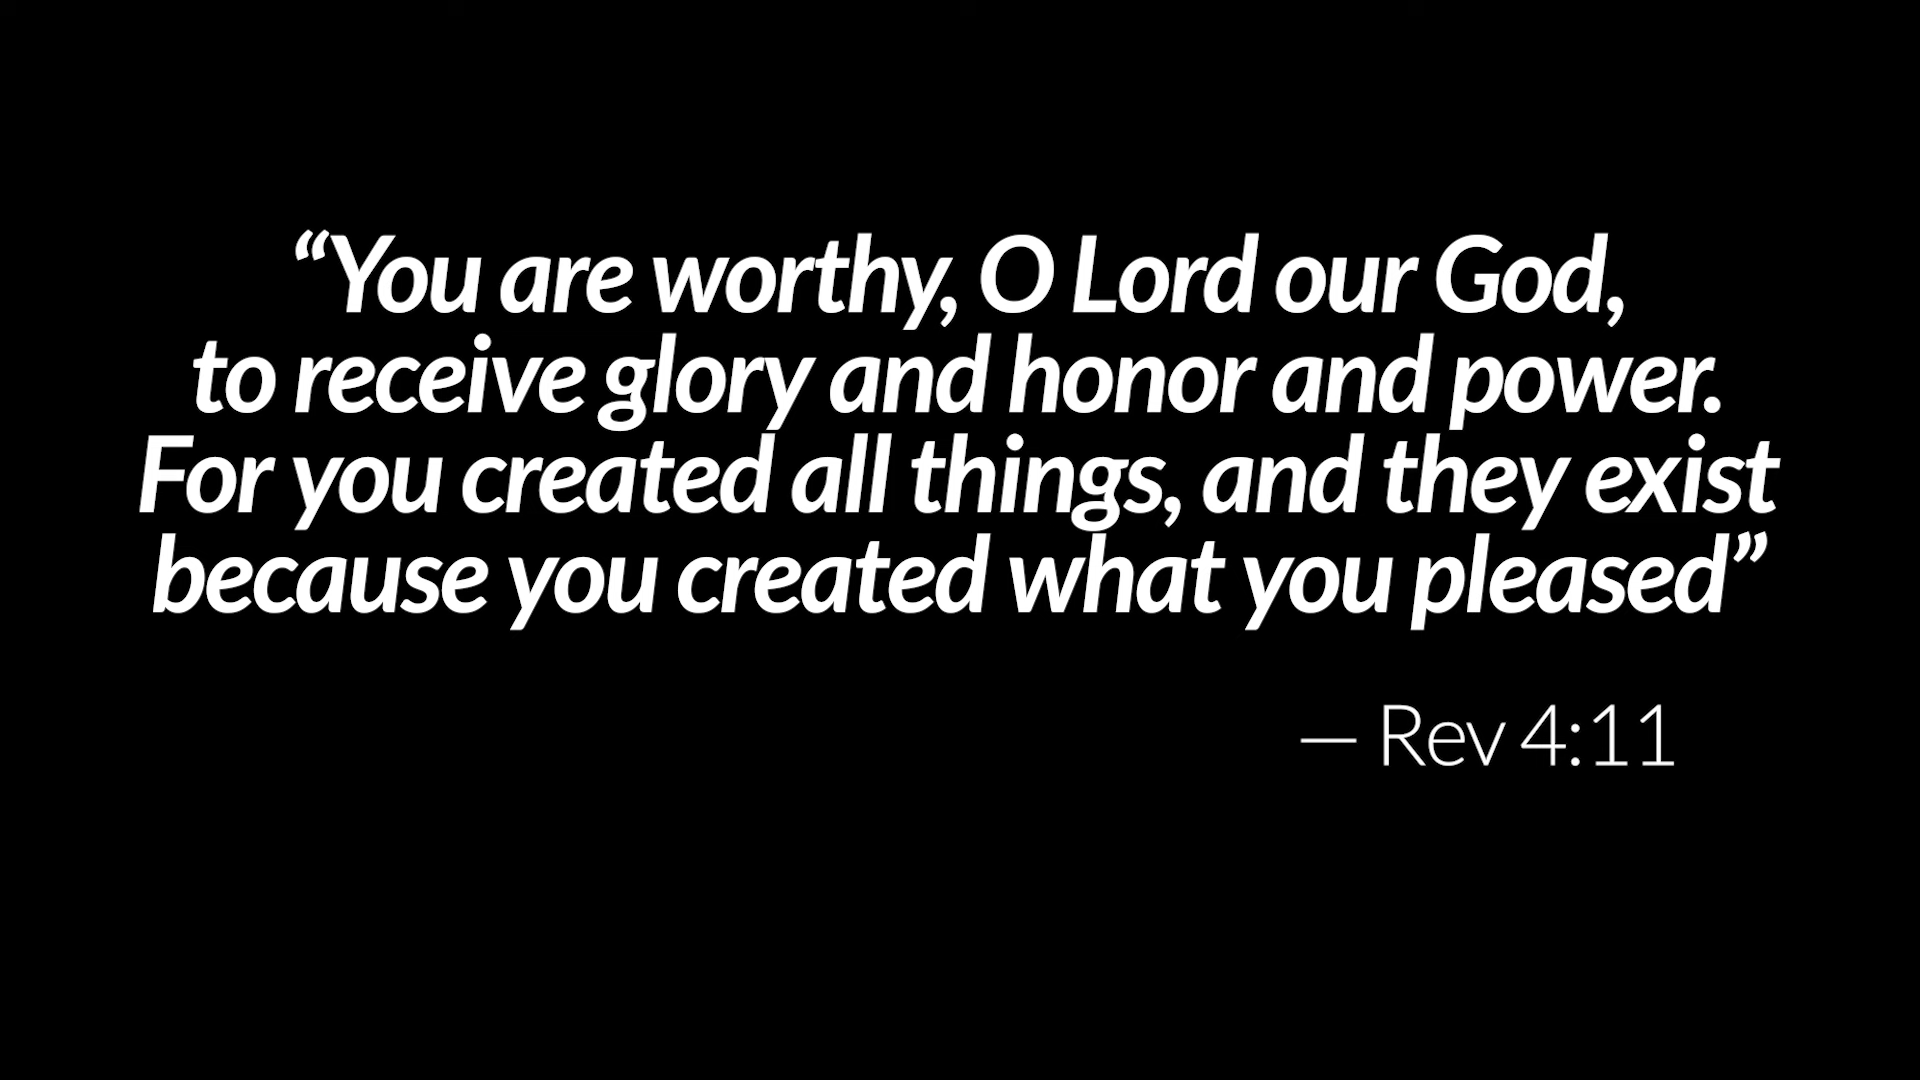 “You are worthy, O Lord our God,
to receive glory and honor and power.
For you created all things, and they exist
because you created what you pleased”
— Rev 4:11